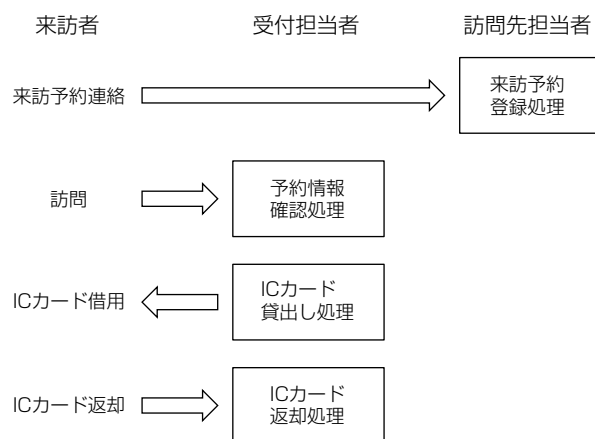 来訪者 受付担当者 訪問先担当者
来訪予約連絡
来訪予約
登録処理
訪問
予約情報
確認処理
ICカード借用
ICカード
貸出し処理
ICカード返却
ICカード
返却処理